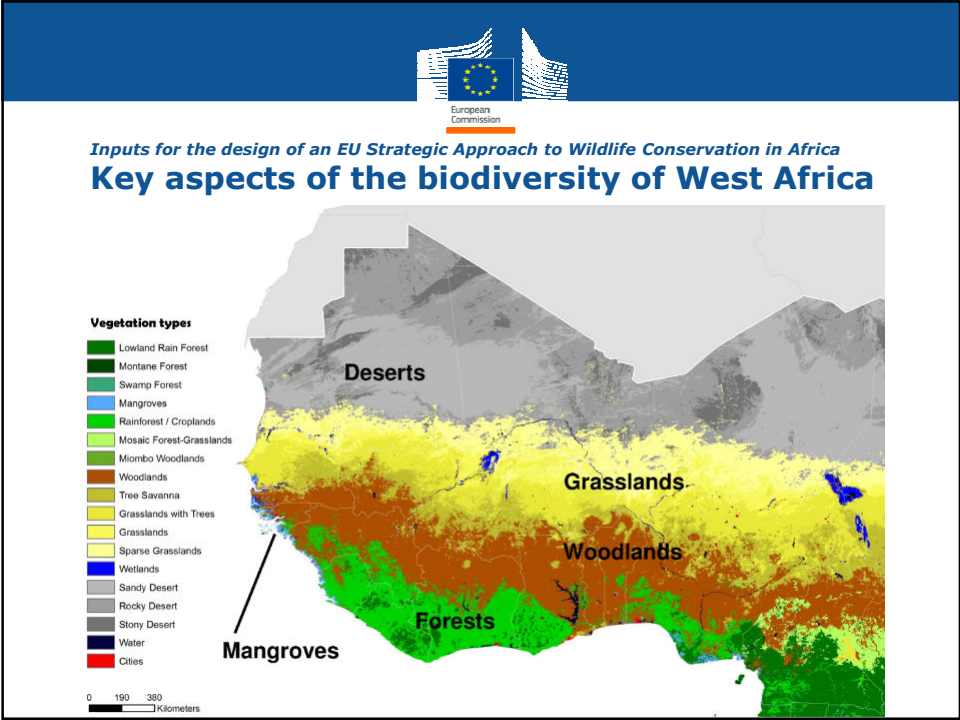 European
Commission
Inputs for the design of an EU Strategic Approach to Wildlife Conservation in Africa
Key aspects of the biodiversity of West Africa
Vegetation types
Lowland Rain Forest
Montane Forest
Swamp Forest
Mangroves
Rainforest / Croplands
Mosaic Forest-Grasslands
Miombo Woodlands
Woodlands
Tree Savanna
Grasslands with Trees
Grasslands
Sparse Grasslands
Wetlands
Sandy Desert
Rocky Desert
Stony Desert
Water
Cities
0 190 380
Kilometers
Deserts
Grasslands
Woodlands
Forests
Mangroves